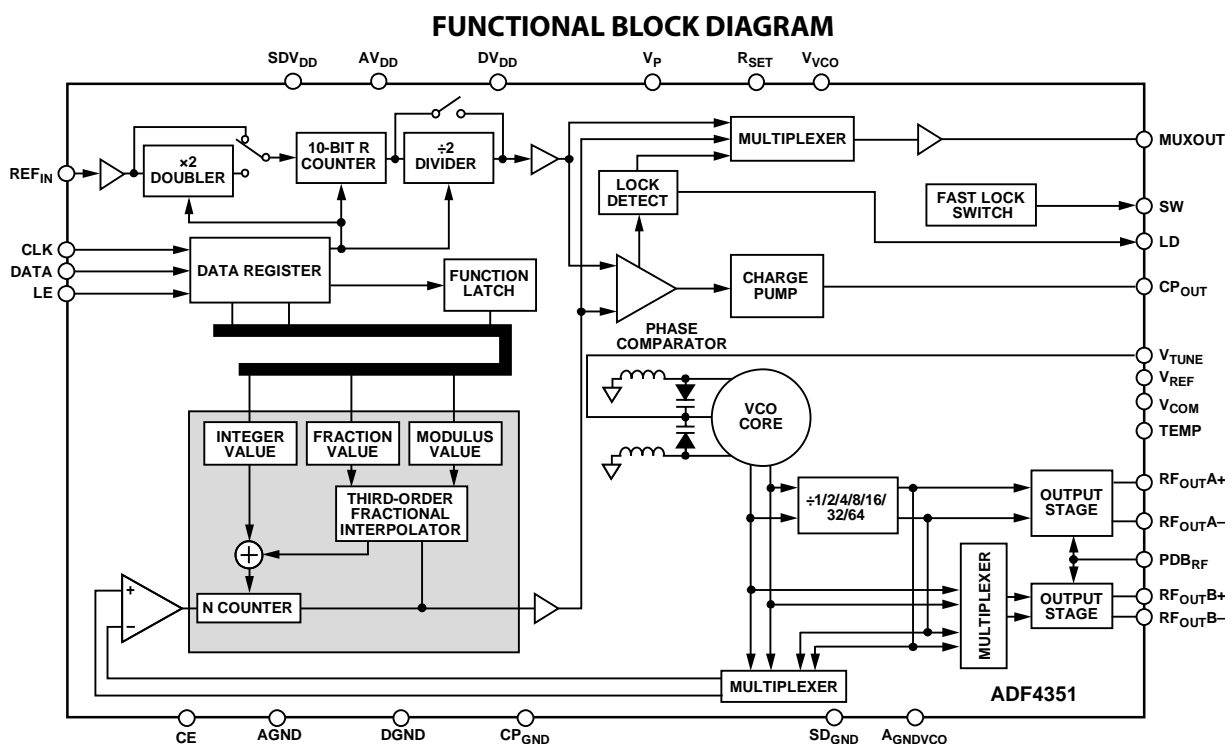 FUNCTIONAL BLOCK DIAGRAM
SDVDD
AVDD
DVDD
VP
RSET
VVCO
REFIN
×2
DOUBLER
10-BIT R
COUNTER
÷2
DIVIDER
MULTIPLEXER
MUXOUT
LOCK
DETECT
FAST LOCK
SWITCH
SW
LD
CLK
DATA
LE
DATA REGISTER
FUNCTION
LATCH
CHARGE
PUMP
CPOUT
PHASE
COMPARATOR
VTUNE
VREF
VCOM
TEMP
VCO
CORE
INTEGER
VALUE
FRACTION
VALUE
MODULUS
VALUE
THIRD-ORDER
FRACTIONAL
INTERPOLATOR
+
–
N COUNTER
÷1/2/4/8/16/
32/64
OUTPUT
STAGE
RFOUTA+
RFOUTA–
PDBRF
MULTIPLEXER
OUTPUT
STAGE
RFOUTB+
RFOUTB–
MULTIPLEXER
ADF4351
CE
AGND
DGND
CPGND
SDGND
AGNDVCO